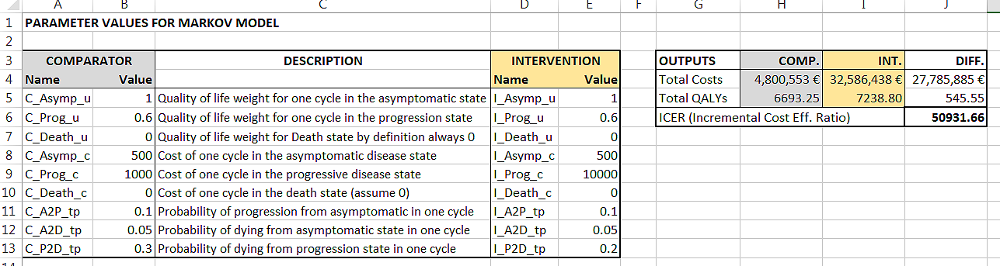 A B C D E F G H I J
1 PARAMETER VALUES FOR MARKOV MODEL
2
3 COMPARATOR DESCRIPTION INTERVENTION OUTPUTS COMP. INT. DIFF.
4 Name Value Name Value Total Costs 4,800,553 € 32,586,438 € 27,785,885 €
5 C_Asymp_u 1 Quality of life weight for one cycle in the asymptomatic state I_Asymp_u 1 Total QALYs 6693.25 7238.80 545.55
6 C_Prog_u 0.6 Quality of life weight for one cycle in the progression state I_Prog_u 0.6 ICER (Incremental Cost Eff. Ratio) 50931.66
7 C_Death_u 0 Quality of life weight for Death state by definition always 0 I_Death_u 0
8 C_Asymp_c 500 Cost of one cycle in the asymptomatic disease state I_Asymp_c 500
9 C_Prog_c 1000 Cost of one cycle in the progressive disease state I_Prog_c 10000
10 C_Death_c 0 Cost of one cycle in the death state (assume 0) I_Death_c 0
11 C_A2P_tp 0.1 Probability of progression from asymptomatic in one cycle I_A2P_tp 0.1
12 C_A2D_tp 0.05 Probability of dying from asymptomatic state in one cycle I_A2D_tp 0.05
13 C_P2D_tp 0.3 Probability of dying from progression state in one cycle I_P2D_tp 0.2